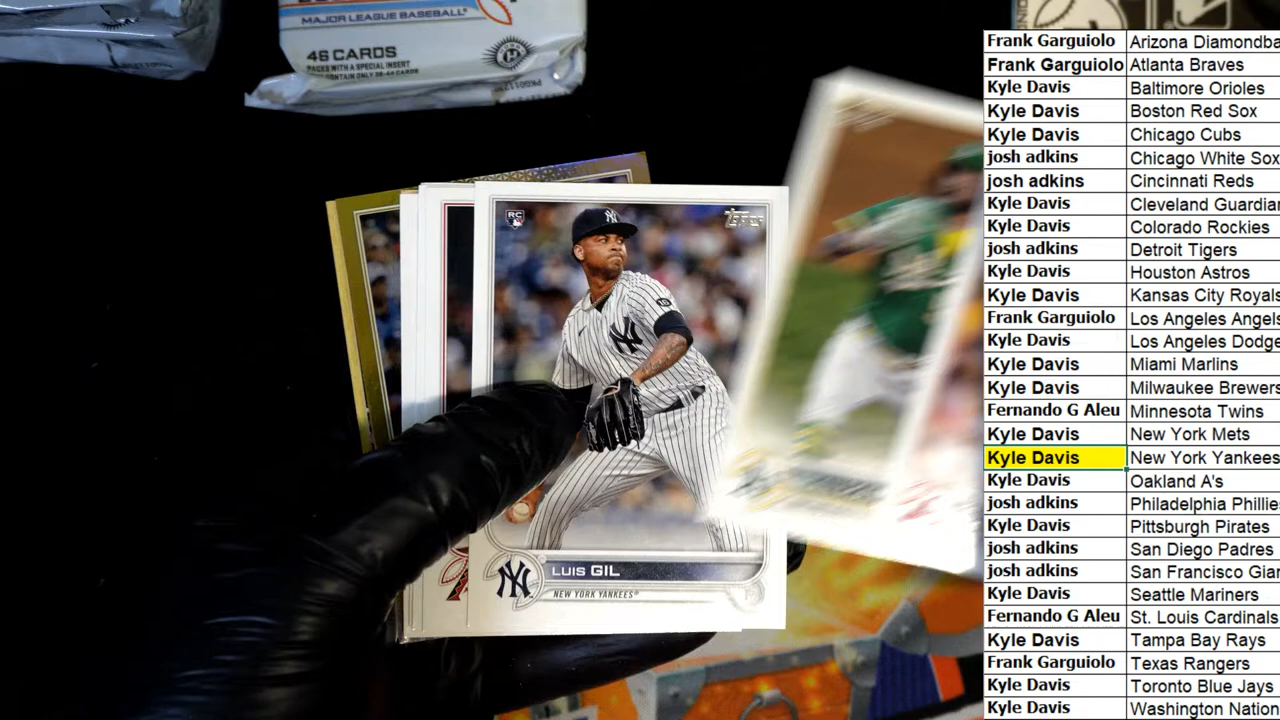 MAJOR LEAGUE BASEBALL
46 CARDS
PACKS WITH A SPECIAL INSERT
RC
Topps
NY
LUIS GIL
NEW YORK YANKEES
Frank Garguiolo Arizona Diamondba
Frank Garguiolo Atlanta Braves
Kyle Davis Baltimore Orioles
Kyle Davis Boston Red Sox
Kyle Davis Chicago Cubs
josh adkins Chicago White Sox
josh adkins Cincinnati Reds
Kyle Davis Cleveland Guardian
Kyle Davis Colorado Rockies
josh adkins Detroit Tigers
Kyle Davis Houston Astros
Kyle Davis Kansas City Royals
Frank Garguiolo Los Angeles Angels
Kyle Davis Los Angeles Dodge
Kyle Davis Miami Marlins
Kyle Davis Milwaukee Brewers
Fernando G Aleu Minnesota Twins
Kyle Davis New York Mets
Kyle Davis New York Yankees
Kyle Davis Oakland A's
josh adkins Philadelphia Phillie
Kyle Davis Pittsburgh Pirates
josh adkins San Diego Padres
josh adkins San Francisco Gian
Kyle Davis Seattle Mariners
Fernando G Aleu St. Louis Cardinals
Kyle Davis Tampa Bay Rays
Frank Garguiolo Texas Rangers
Kyle Davis Toronto Blue Jays
Kyle Davis Washington Nation